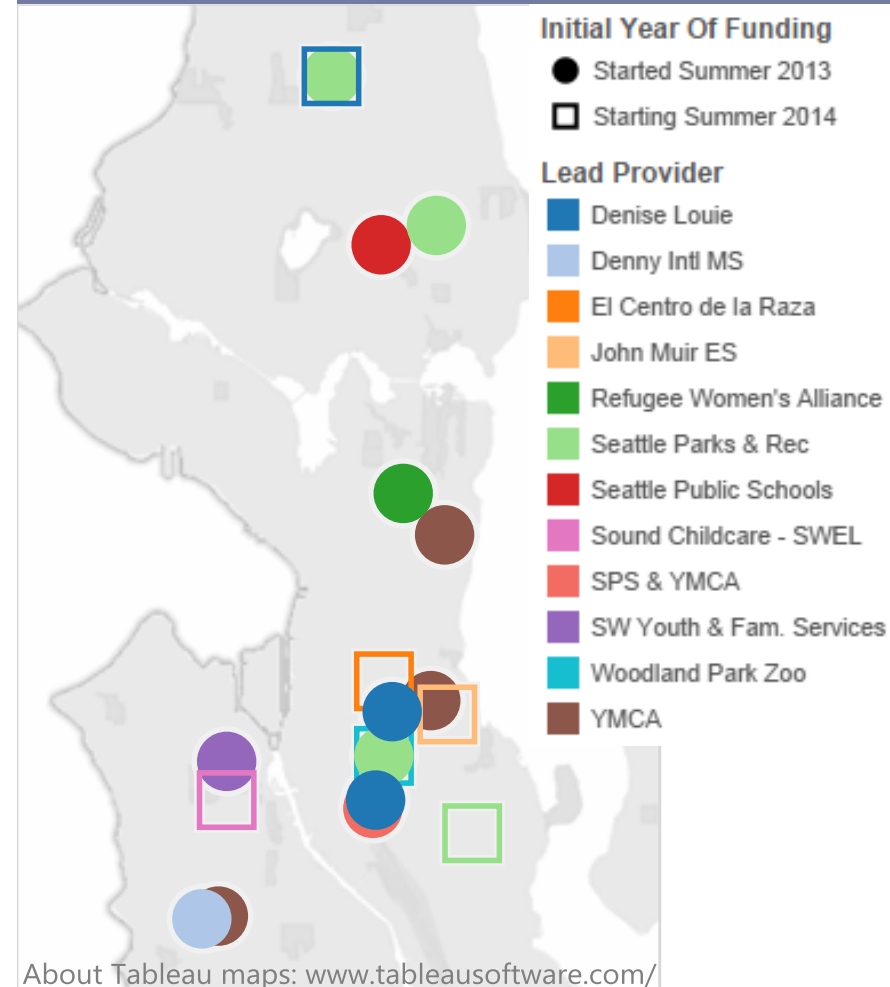 Initial Year Of Funding
Started Summer 2013
Starting Summer 2014
Lead Provider
Denise Louie
Denny Intl MS
El Centro de la Raza
John Muir ES
Refugee Women's Alliance
Seattle Parks & Rec
Seattle Public Schools
Sound Childcare - SWEL
SPS & YMCA
SW Youth & Fam. Services
Woodland Park Zoo
YMCA
About Tableau maps: www.tableausoftware.com/